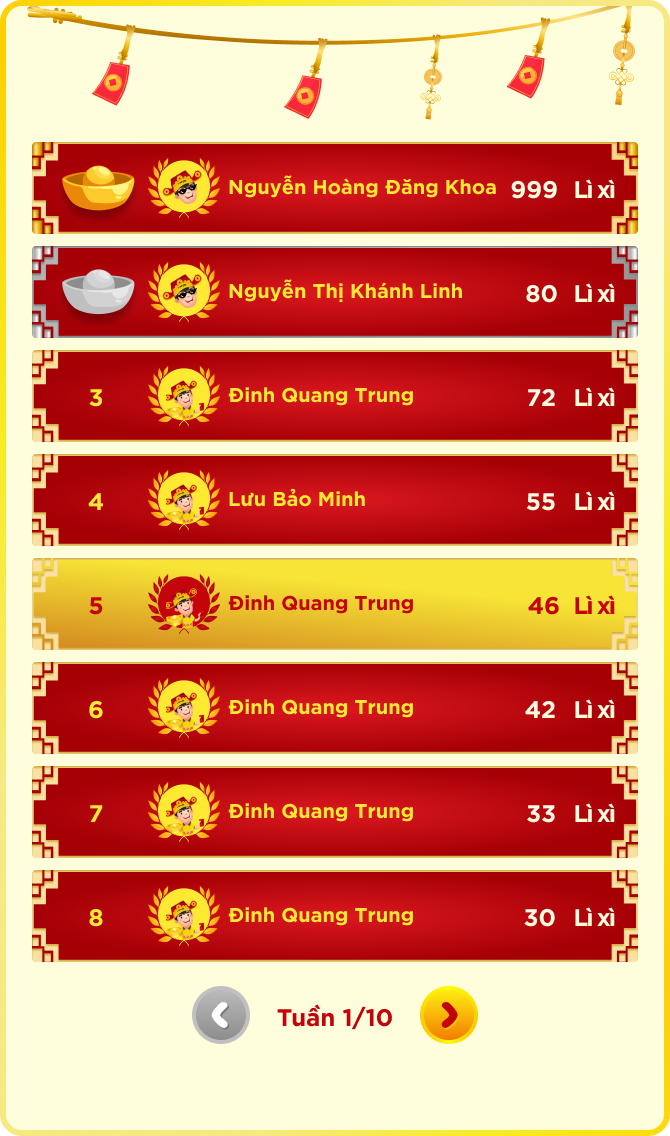 Nguyễn Hoàng Đăng Khoa 999 Lì xì
Nguyễn Thị Khánh Linh 80 Lì xì
3 Đinh Quang Trung 72 Lì xì
4 Lưu Bảo Minh 55 Lì xì
5 Đinh Quang Trung 46 Lì xì
6 Đinh Quang Trung 42 Lì xì
7 Đinh Quang Trung 33 Lì xì
8 Đinh Quang Trung 30 Lì xì
Tuần 1/10